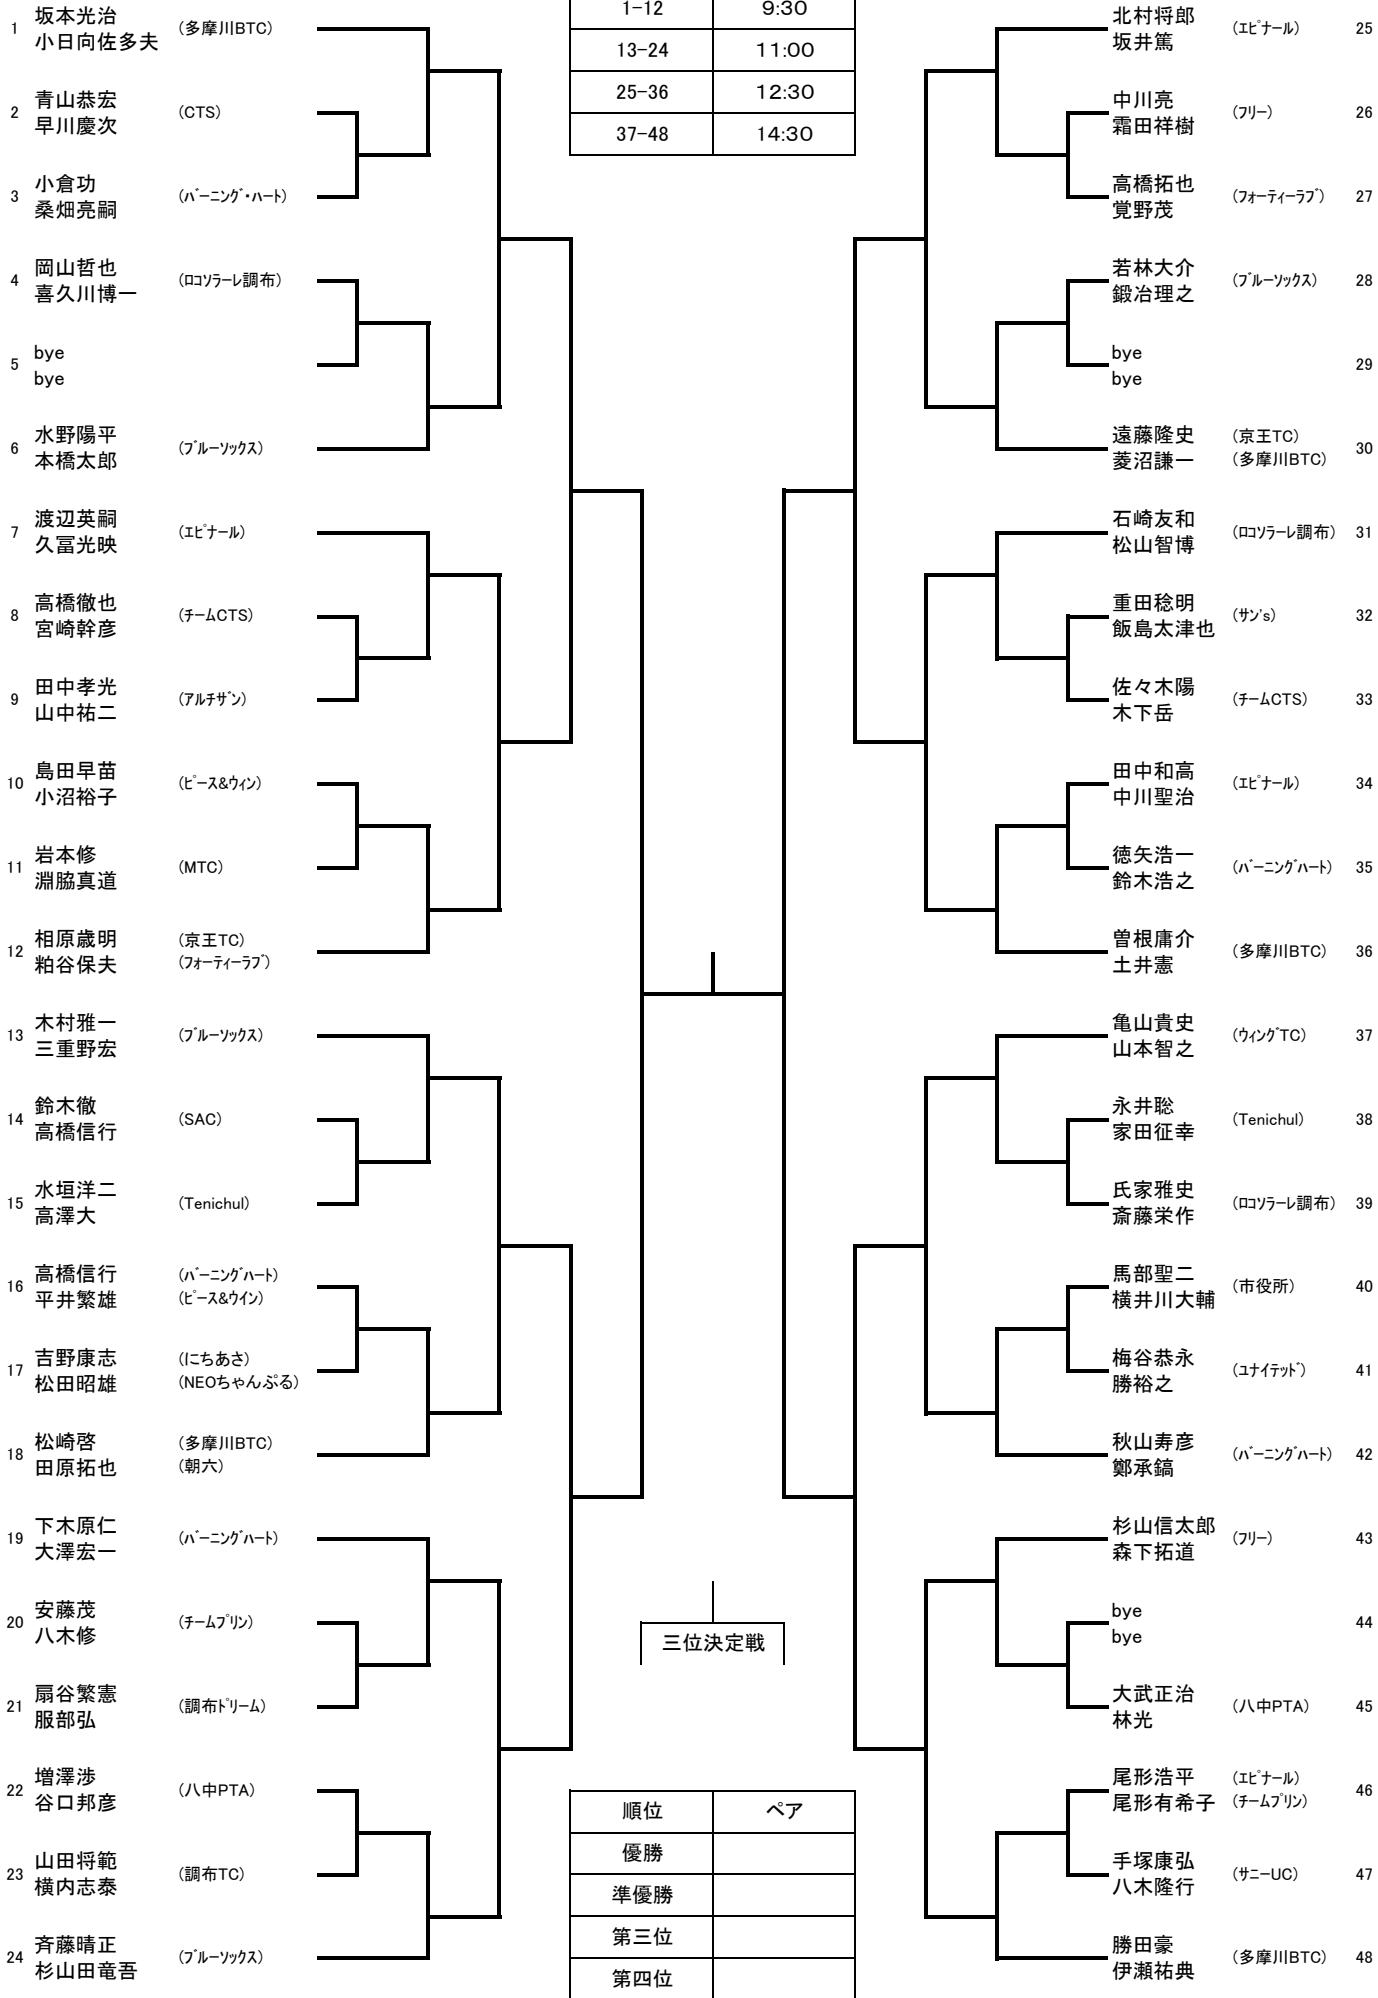 1-12 9:30
13-24 11:00
25-36 12:30
37-48 14:30
1 坂本光治 (多摩川BTC)
小日向佐多夫
2 青山恭宏 (CTS)
早川慶次
3 小倉功 (ﾊﾞｰﾆﾝｸﾞ・ﾊｰﾄ)
桑畑亮嗣
4 岡山哲也 (ﾛｺｿﾗｰﾚ調布)
喜久川博一
5 bye
bye
6 水野陽平 (ﾌﾞﾙｰｿｯｸｽ)
本橋太郎
7 渡辺英嗣 (ｴﾋﾟﾅｰﾙ)
久冨光映
8 高橋徹也 (ﾁｰﾑCTS)
宮崎幹彦
9 田中孝光 (ｱﾙﾁｻﾞﾝ)
山中祐二
10 島田早苗 (ﾋﾟｰｽ&ｳｨﾝ)
小沼裕子
11 岩本修 (MTC)
淵脇真道
12 相原歳明 (京王TC)
粕谷保夫 (ﾌｫｰﾃｨｰﾗﾌﾞ)
13 木村雅一 (ﾌﾞﾙｰｿｯｸｽ)
三重野宏
14 鈴木徹 (SAC)
高橋信行
15 水垣洋二 (Tenichul)
高澤大
16 高橋信行 (ﾊﾞｰﾆﾝｸﾞﾊｰﾄ)
平井繁雄 (ﾋﾟｰｽ&ｳｲﾝ)
17 吉野康志 (にちあさ)
松田昭雄 (NEOちゃんぷる)
18 松崎啓 (多摩川BTC)
田原拓也 (朝六)
19 下木原仁 (ﾊﾞｰﾆﾝｸﾞﾊｰﾄ)
大澤宏一
20 安藤茂 (ﾁｰﾑﾌﾟﾘﾝ)
八木修
21 扇谷繁憲 (調布ﾄﾞﾘｰﾑ)
服部弘
22 増澤渉 (八中PTA)
谷口邦彦
23 山田将範 (調布TC)
横内志泰
24 斉藤晴正 (ﾌﾞﾙｰｿｯｸｽ)
杉山田竜吾
北村将郎 (ｴﾋﾟﾅｰﾙ) 25
坂井篤
中川亮 (ﾌﾘｰ) 26
霜田祥樹
高橋拓也 (ﾌｫｰﾃｨｰﾗﾌﾞ) 27
覚野茂
若林大介 (ﾌﾞﾙｰｿｯｸｽ) 28
鍛冶理之
bye 29
bye
遠藤隆史 (京王TC) 30
菱沼謙一 (多摩川BTC)
石崎友和 (ﾛｺｿﾗｰﾚ調布) 31
松山智博
重田稔明 (ｻﾝ's) 32
飯島太津也
佐々木陽 (ﾁｰﾑCTS) 33
木下岳
田中和高 (ｴﾋﾟﾅｰﾙ) 34
中川聖治
徳矢浩一 (ﾊﾞｰﾆﾝｸﾞﾊｰﾄ) 35
鈴木浩之
曽根庸介 (多摩川BTC) 36
土井憲
亀山貴史 (ｳｨﾝｸﾞTC) 37
山本智之
永井聡 (Tenichul) 38
家田征幸
氏家雅史 (ﾛｺｿﾗｰﾚ調布) 39
斎藤栄作
馬部聖二 (市役所) 40
横井川大輔
梅谷恭永 (ﾕﾅｲﾃｯﾄﾞ) 41
勝裕之
秋山寿彦 (ﾊﾞｰﾆﾝｸﾞﾊｰﾄ) 42
鄭承鎬
杉山信太郎 (ﾌﾘｰ) 43
森下拓道
bye 44
bye
大武正治 (八中PTA) 45
林光
尾形浩平 (ｴﾋﾟﾅｰﾙ) 46
尾形有希子 (ﾁｰﾑﾌﾟﾘﾝ)
手塚康弘 (ｻﾆｰUC) 47
八木隆行
勝田豪 (多摩川BTC) 48
伊瀬祐典
三位決定戦
順位 ペア
優勝
準優勝
第三位
第四位